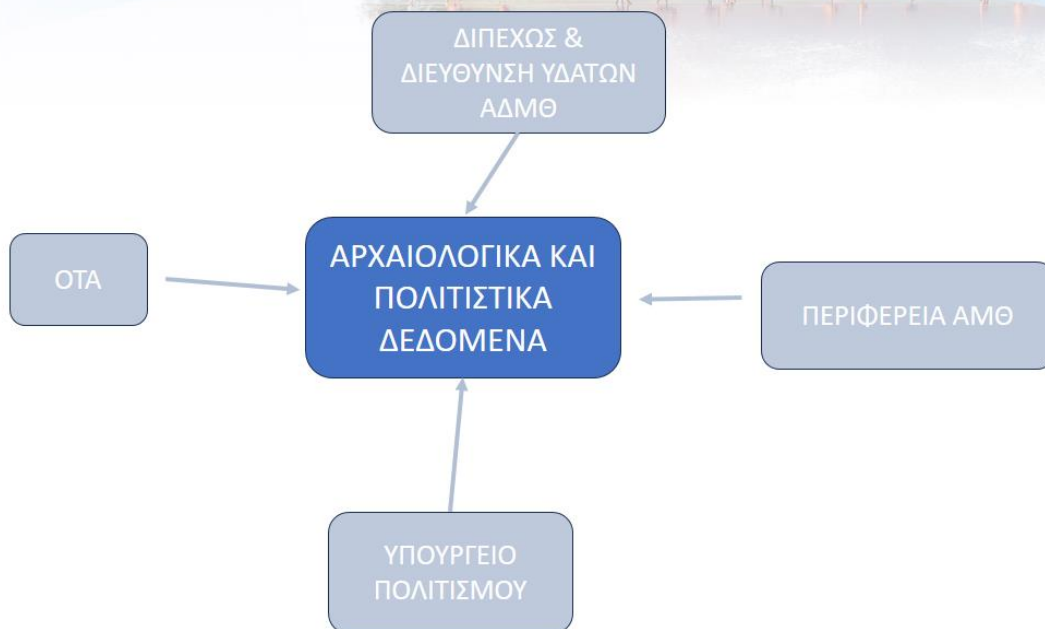 ΔΙΠΕΧΩΣ &
ΔΙΕΥΘΥΝΣΗ ΥΔΑΤΩΝ
ΑΔΜΘ
ΑΡΧΑΙΟΛΟΓΙΚΑ ΚΑΙ
ΠΟΛΙΤΙΣΤΙΚΑ
ΔΕΔΟΜΕΝΑ
ΟΤΑ
ΠΕΡΙΦΕΡΕΙΑ ΑΜΘ
ΥΠΟΥΡΓΕΙΟ
ΠΟΛΙΤΙΣΜΟΥ